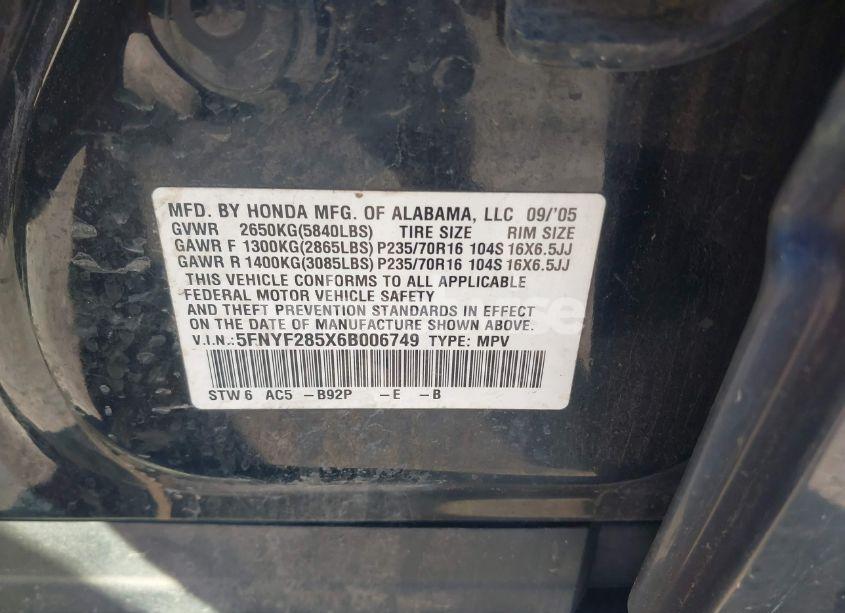 MFD. BY HONDA MFG. OF ALABAMA, LLC 09/'05
GVWR 2650KG(5840LBS) TIRE SIZE RIM SIZE
GAWR F 1300KG(2865LBS) P235/70R16 104S 16X6.5JJ
GAWR R 1400KG(3085LBS) P235/70R16 104S 16X6.5JJ
THIS VEHICLE CONFORMS TO ALL APPLICABLE
FEDERAL MOTOR VEHICLE SAFETY
AND THEFT PREVENTION STANDARDS IN EFFECT
ON THE DATE OF MANUFACTURE SHOWN ABOVE.
V.I.N.:5FNYF285X6B006749 TYPE: MPV
STW6 AC5 -B92P -E -B